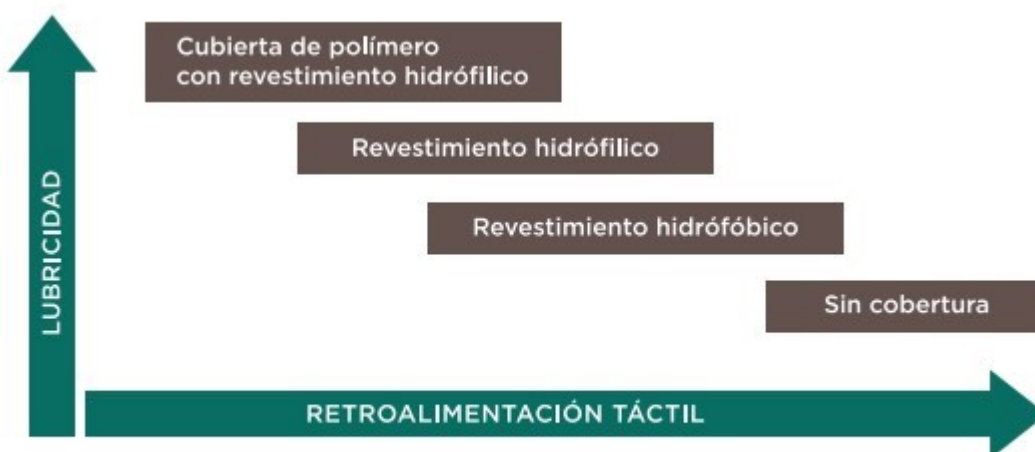 Cubierta de polímero
con revestimiento hidrófilico
Revestimiento hidrófilico
Revestimiento hidrófóbico
Sin cobertura
LUBRICIDAD
RETROALIMENTACIÓN TÁCTIL